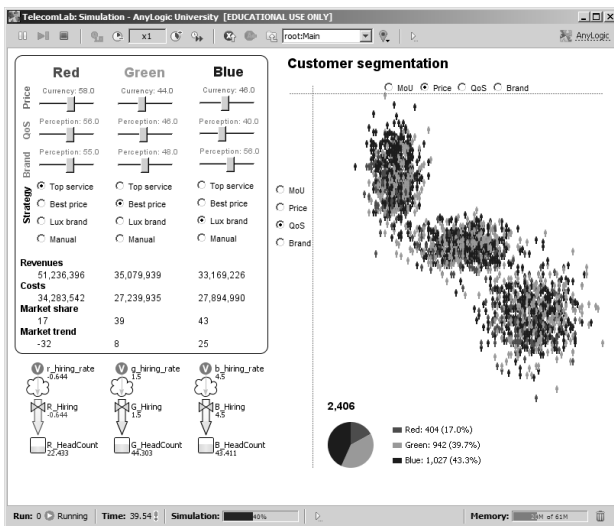 TelecomLab: Simulation - AnyLogic University [EDUCATIONAL USE ONLY]
x1
root:Main
AnyLogic
Red Green Blue
Price
Currency: 58.0 Currency: 44.0 Currency: 46.0
QoS
Perception: 56.0 Perception: 46.0 Perception: 40.0
Brand
Perception: 55.0 Perception: 48.0 Perception: 56.0
Strategy
Top service Top service Top service
Best price Best price Best price
Lux brand Lux brand Lux brand
Manual Manual Manual
Revenues
51,236,396 35,079,939 33,169,226
Costs
34,283,542 27,239,935 27,894,990
Market share
17 39 43
Market trend
-32 8 25
V r_hiring_rate V g_hiring_rate V b_hiring_rate
-0.644 1.5 4.5
R_Hiring G_Hiring B_Hiring
-0.644 1.5 4.5
R_HeadCount G_HeadCount B_HeadCount
22.433 44.303 43.411
Customer segmentation
MoU Price QoS Brand
MoU
Price
QoS
Brand
2,406
Red: 404 (17.0%)
Green: 942 (39.7%)
Blue: 1,027 (43.3%)
Run: 0 Running Time: 39.54 Simulation: 40% Memory: of 61M